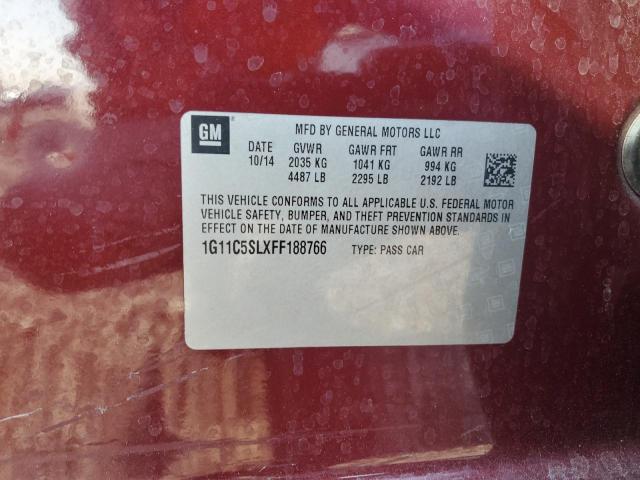 GM MFD BY GENERAL MOTORS LLC
DATE GVWR GAWR FRT GAWR RR
10/14 2035 KG 1041 KG 994 KG
4487 LB 2295 LB 2192 LB
THIS VEHICLE CONFORMS TO ALL APPLICABLE U.S. FEDERAL MOTOR
VEHICLE SAFETY, BUMPER, AND THEFT PREVENTION STANDARDS IN
EFFECT ON THE DATE OF MANUFACTURE SHOWN ABOVE.
1G11C5SLXFF188766 TYPE: PASS CAR